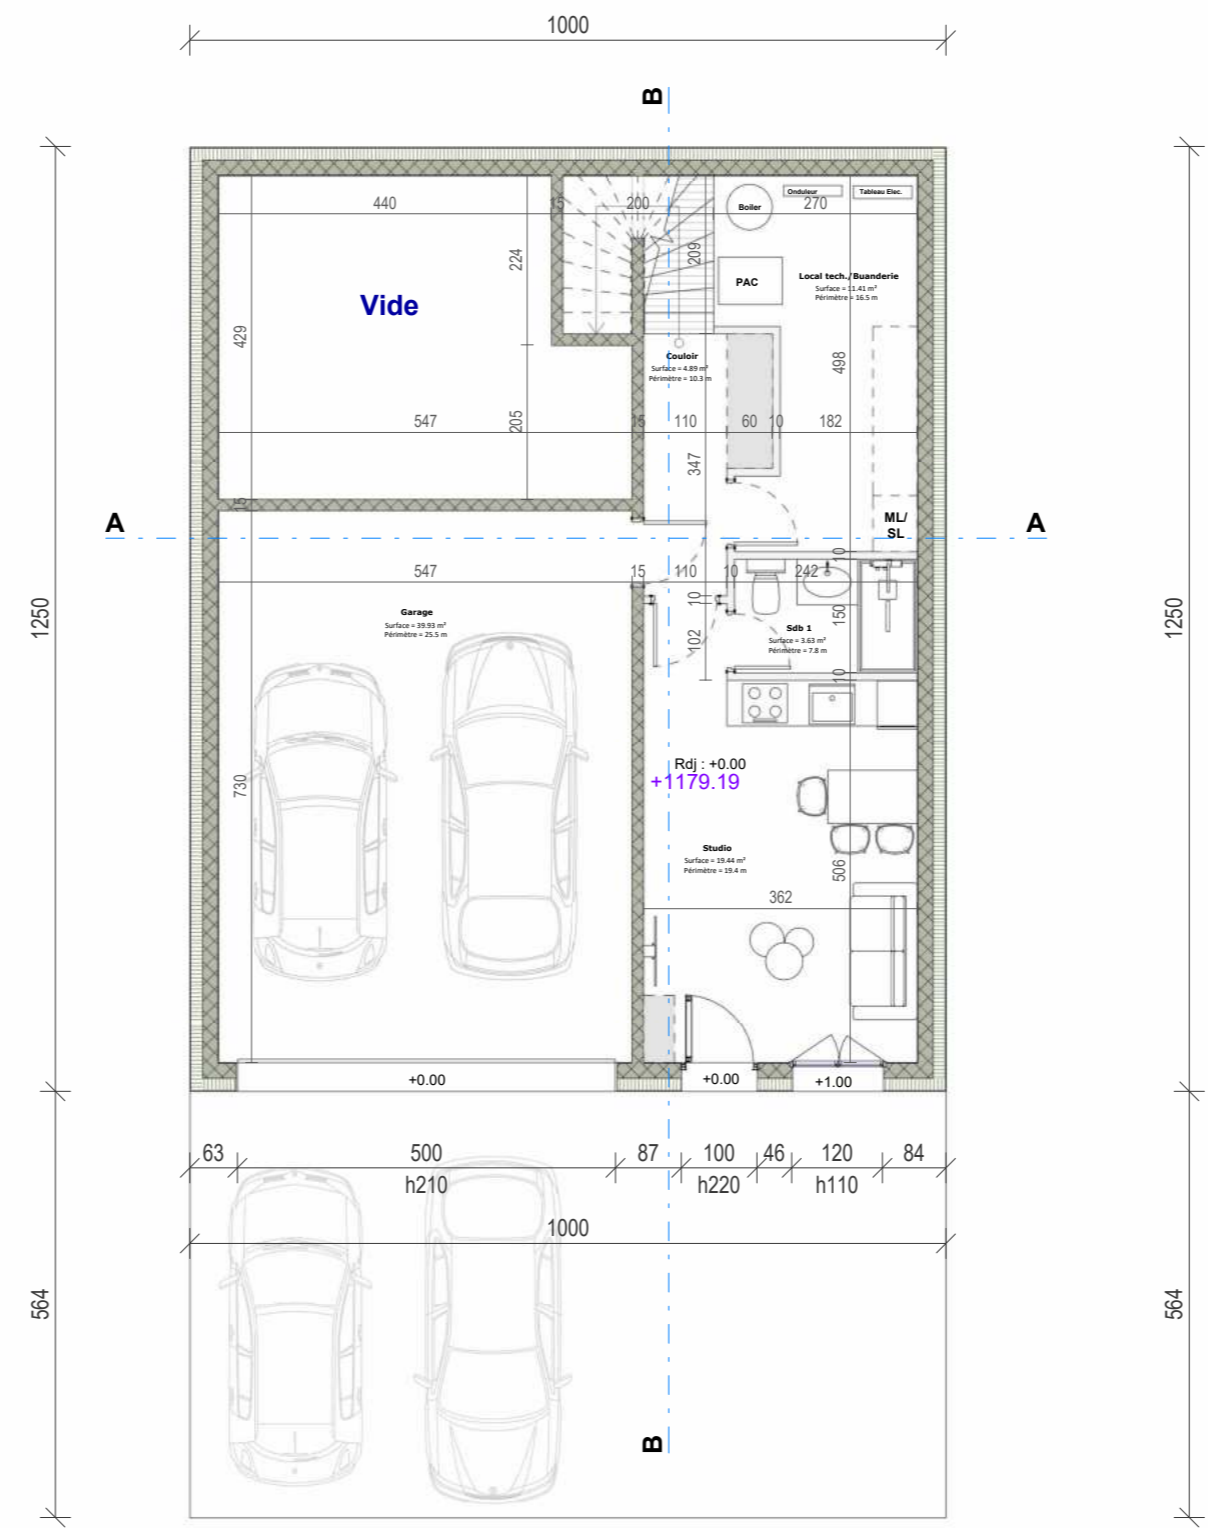 1000
B
Onduleur
Tableau Elec.
440
15
200
Boiler
270
224
209
PAC
Local tech./Buanderie
Surface = 11.41 m²
Périmètre = 16.5 m
Vide
429
Couloir
Surface = 4.89 m²
Périmètre = 10.3 m
498
547
205
15
110
60
10
182
347
15
ML/
SL
A
A
10
547
15
110
10
242
1250
1250
Garage
Surface = 39.93 m²
Périmètre = 25.5 m
10
150
102
Sdb 1
Surface = 3.63 m²
Périmètre = 7.8 m
10
Rdj : +0.00
+1179.19
730
Studio
Surface = 19.44 m²
Périmètre = 19.4 m
506
362
+0.00
+0.00
+1.00
63
500
87
100
46
120
84
h210
h220
h110
1000
564
564
B